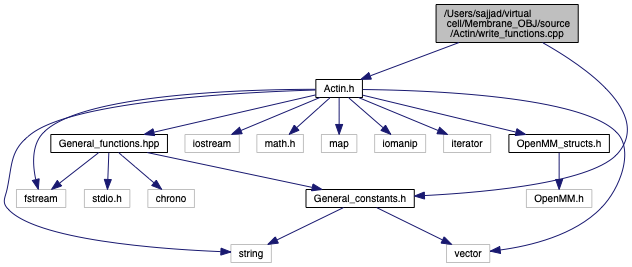 /Users/sajjad/virtual
cell/Membrane_OBJ/source
/Actin/write_functions.cpp
Actin.h
General_functions.hpp
iostream
math.h
map
iomanip
iterator
OpenMM_structs.h
fstream
stdio.h
chrono
General_constants.h
OpenMM.h
string
vector